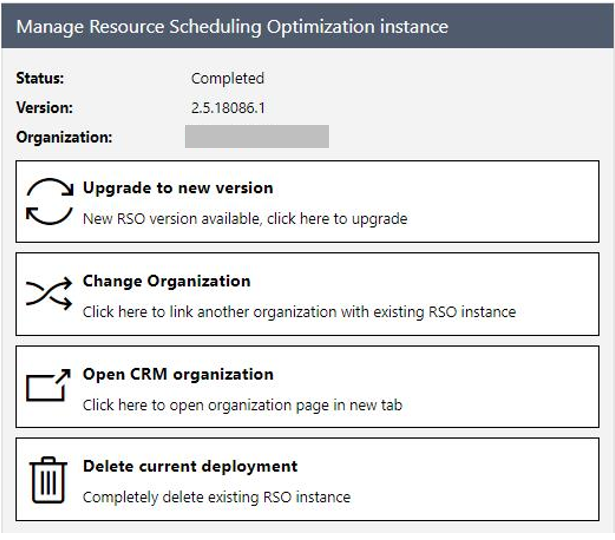 Manage Resource Scheduling Optimization instance
Status: Completed
Version: 2.5.18086.1
Organization:
Upgrade to new version
New RSO version available, click here to upgrade
Change Organization
Click here to link another organization with existing RSO instance
Open CRM organization
Click here to open organization page in new tab
Delete current deployment
Completely delete existing RSO instance